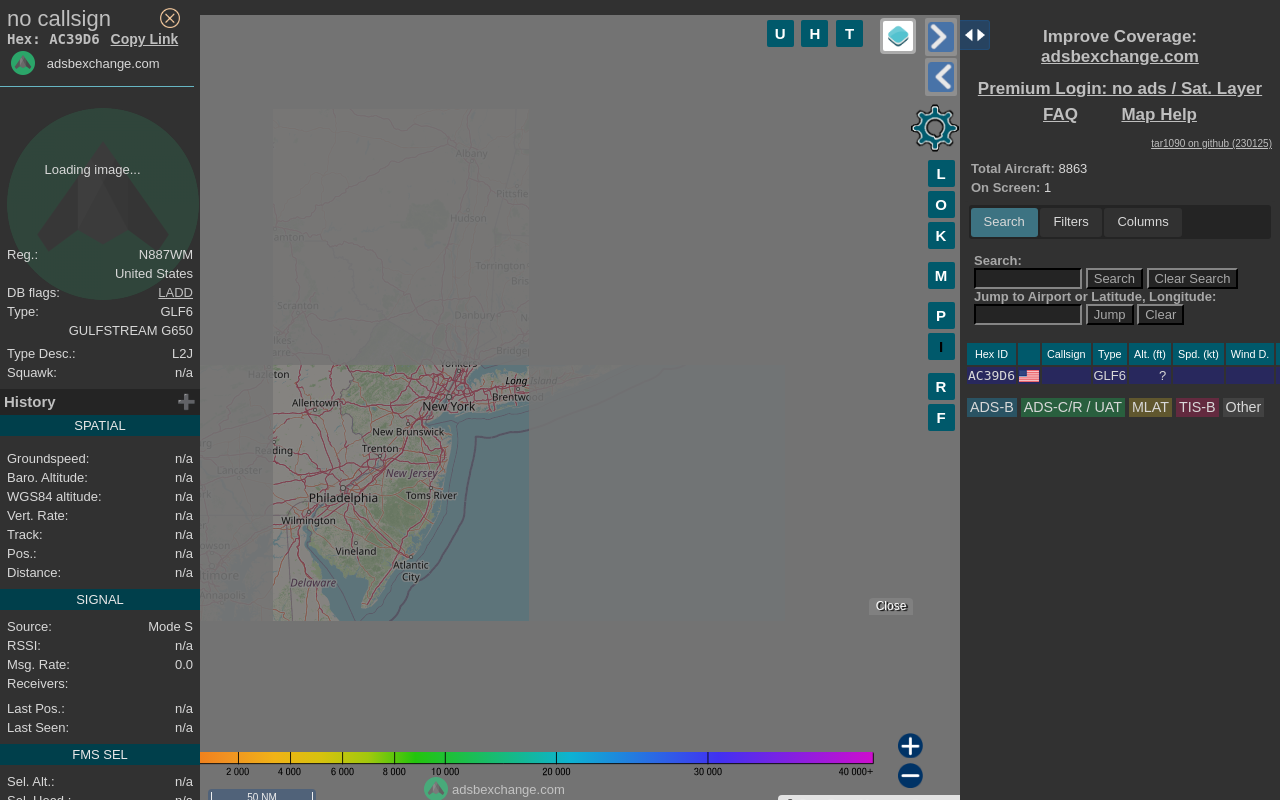 no callsign
Hex: AC39D6 Copy Link
adsbexchange.com
Loading image...
Reg.: N887WM
United States
DB flags: LADD
Type: GLF6
GULFSTREAM G650
Type Desc.: L2J
Squawk: n/a
History
SPATIAL
Groundspeed: n/a
Baro. Altitude: n/a
WGS84 altitude: n/a
Vert. Rate: n/a
Track: n/a
Pos.: n/a
Distance: n/a
SIGNAL
Source: Mode S
RSSI: n/a
Msg. Rate: 0.0
Receivers:
Last Pos.: n/a
Last Seen: n/a
FMS SEL
Sel. Alt.: n/a
Sel. Head.: n/a
U H T
L
O
K
M
P
I
R
F
Albany
Pittsfie
Hudson
Torrington
Scranton
Danbury
Yonkers
Long Island
Allentown
Brentwood
New York
New Brunswick
Reading
Trenton
Lancaster
New Jersey
Philadelphia
Toms River
Wilmington
Vineland
Atlantic
City
Delaware
Annapolis
Close
2 000 4 000 6 000 8 000 10 000 20 000 30 000 40 000+
adsbexchange.com
50 NM
Improve Coverage:
adsbexchange.com
Premium Login: no ads / Sat. Layer
FAQ Map Help
tar1090 on github (230125)
Total Aircraft: 8863
On Screen: 1
Search Filters Columns
Search:
Search Clear Search
Jump to Airport or Latitude, Longitude:
Jump Clear
Hex ID Callsign Type Alt. (ft) Spd. (kt) Wind D.
AC39D6 GLF6 ?
ADS-B ADS-C/R / UAT MLAT TIS-B Other